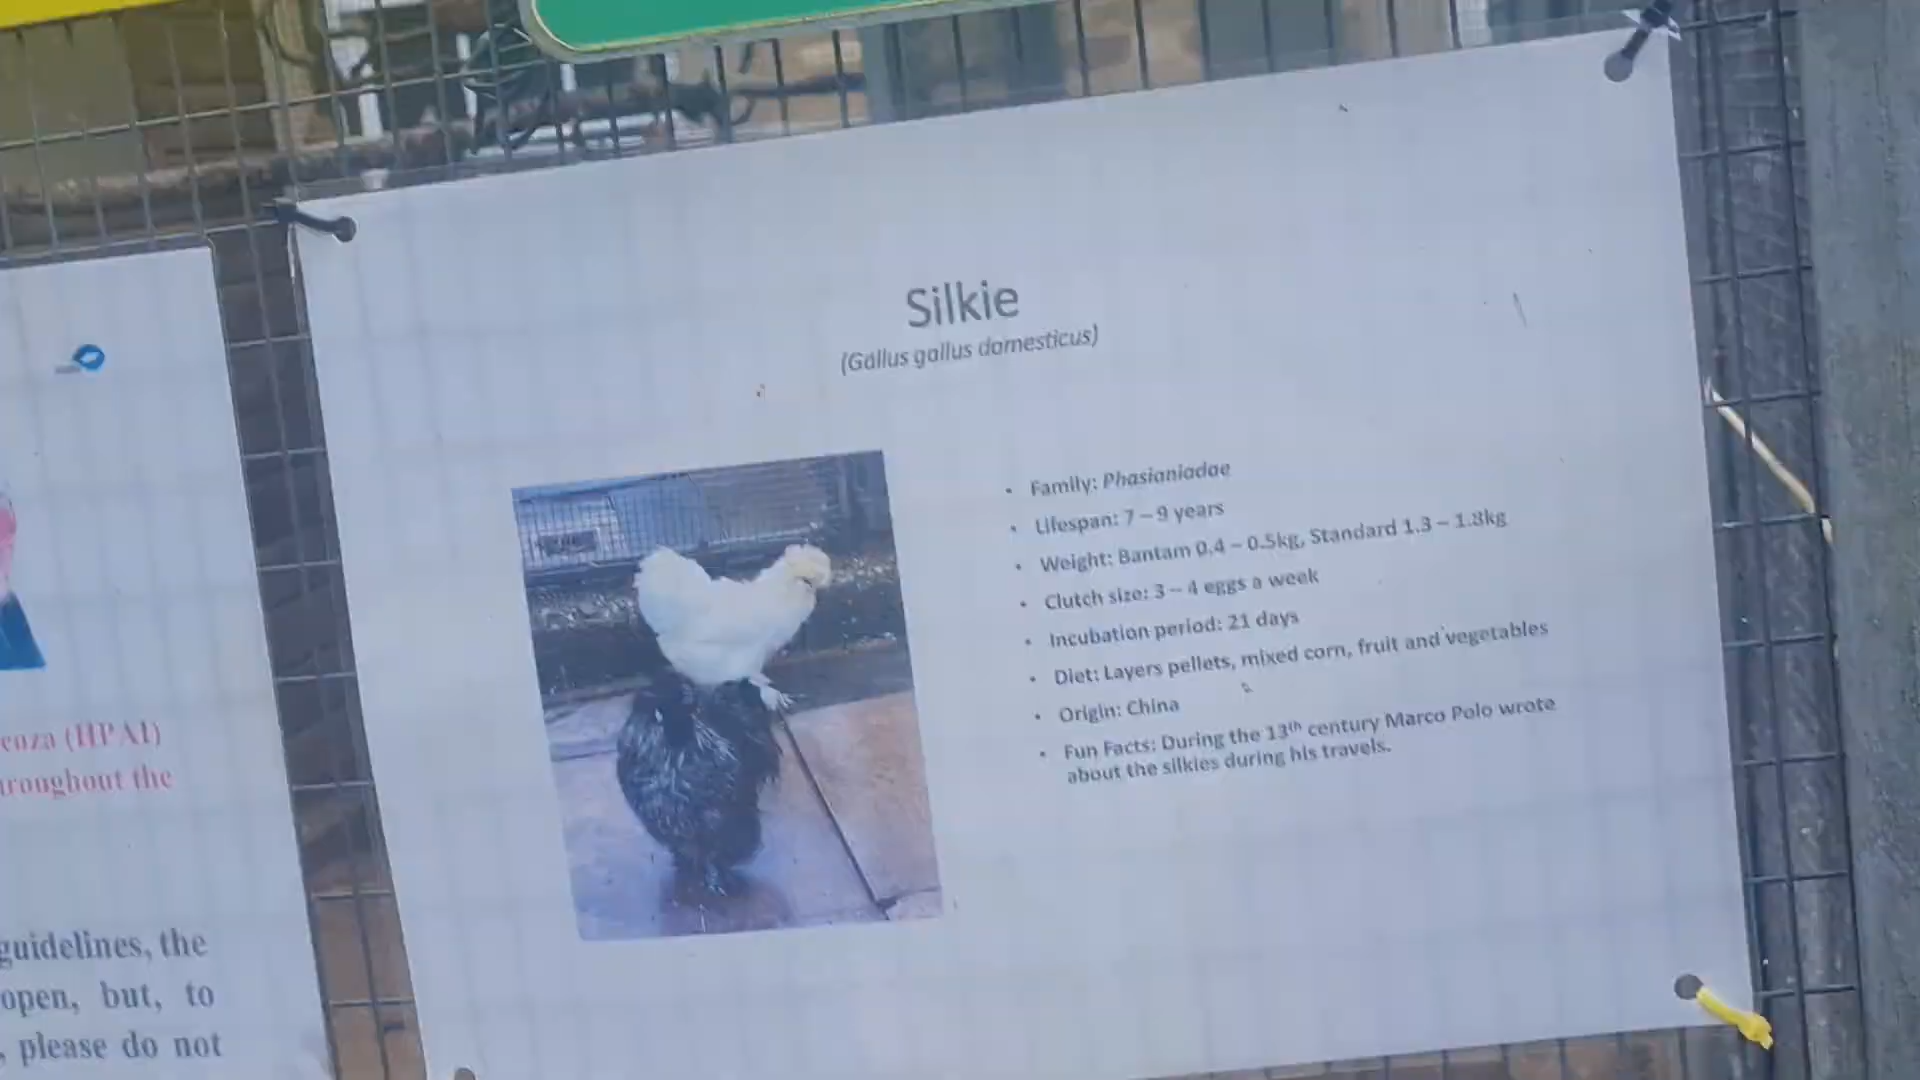 Silkie
(Gallus gallus domesticus)
• Family: Phasianiadae
• Lifespan: 7 – 9 years
• Weight: Bantam 0.4 – 0.5kg, Standard 1.3 – 1.8kg
• Clutch size: 3 – 4 eggs a week
• Incubation period: 21 days
• Diet: Layers pellets, mixed corn, fruit and vegetables
• Origin: China
• Fun Facts: During the 13th century Marco Polo wrote
about the silkies during his travels.
(HPAI)
the
guidelines, the
open, but, to
, please do not